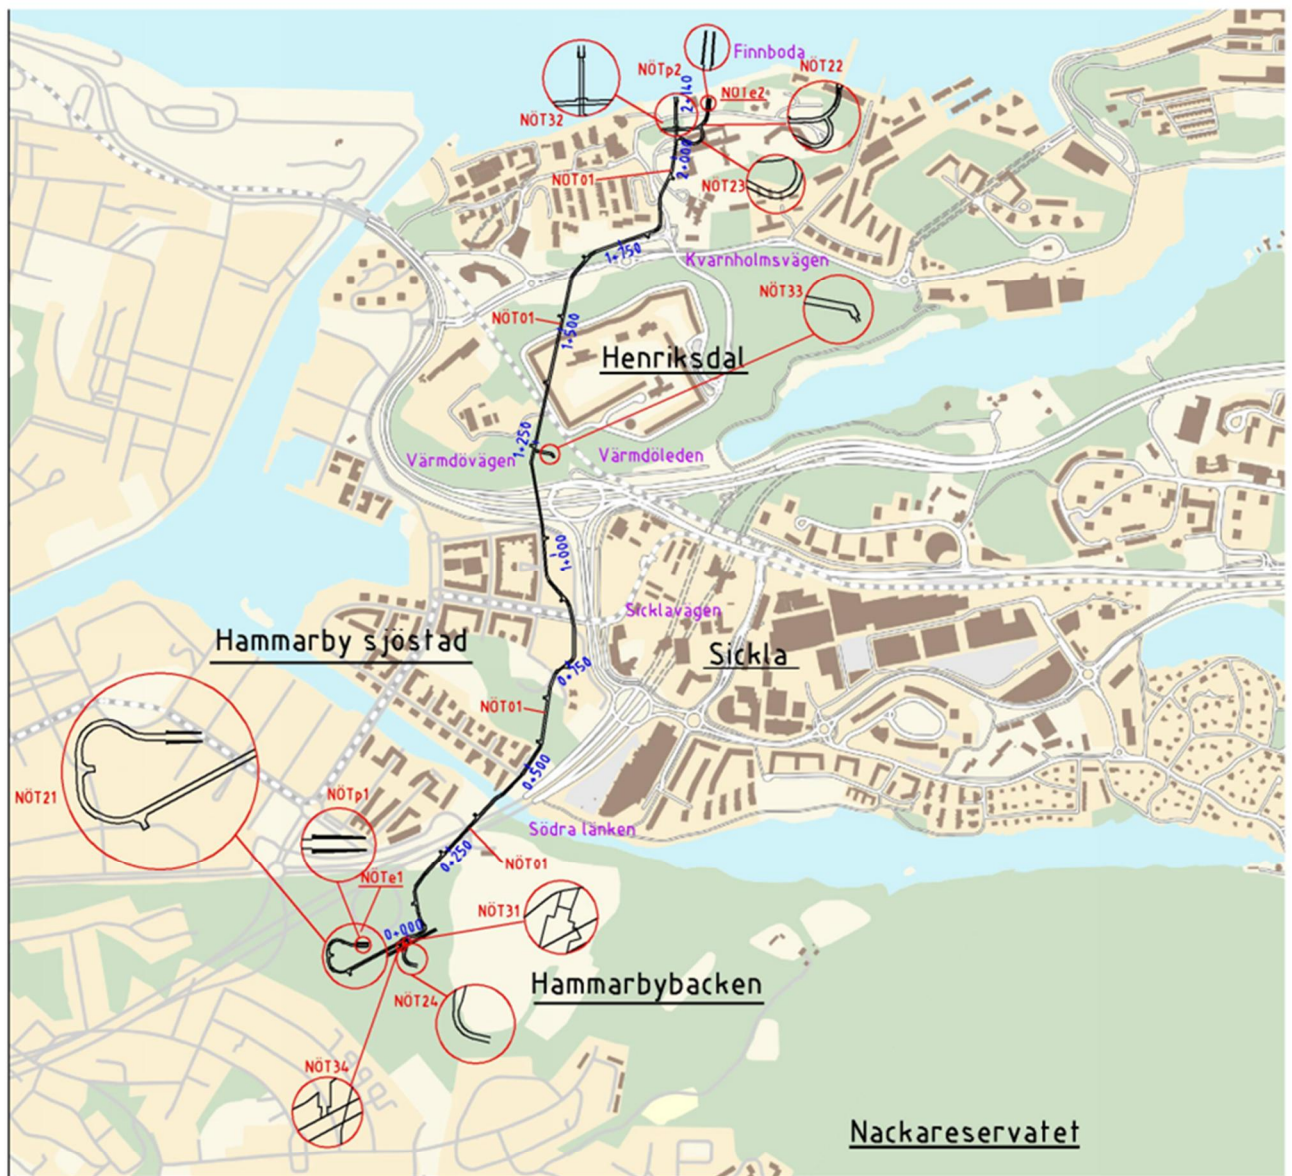 Finnboda
NÖTp2
NÖT22
2+140
NÖTe2
NÖT32
2+000
NÖT01
NÖT23
1+750
Kvarnholmsvägen
NÖT33
NÖT01
1+500
Henriksdal
1+250
Värmdövägen
Värmdöleden
1+000
Sicklavägen
Hammarby sjöstad
Sickla
0+750
NÖT01
0+500
NÖT21
NÖTp1
Södra länken
0+250
NÖT01
NÖTe1
NÖT31
0+000
Hammarbybacken
NÖT24
NÖT34
Nackareservatet